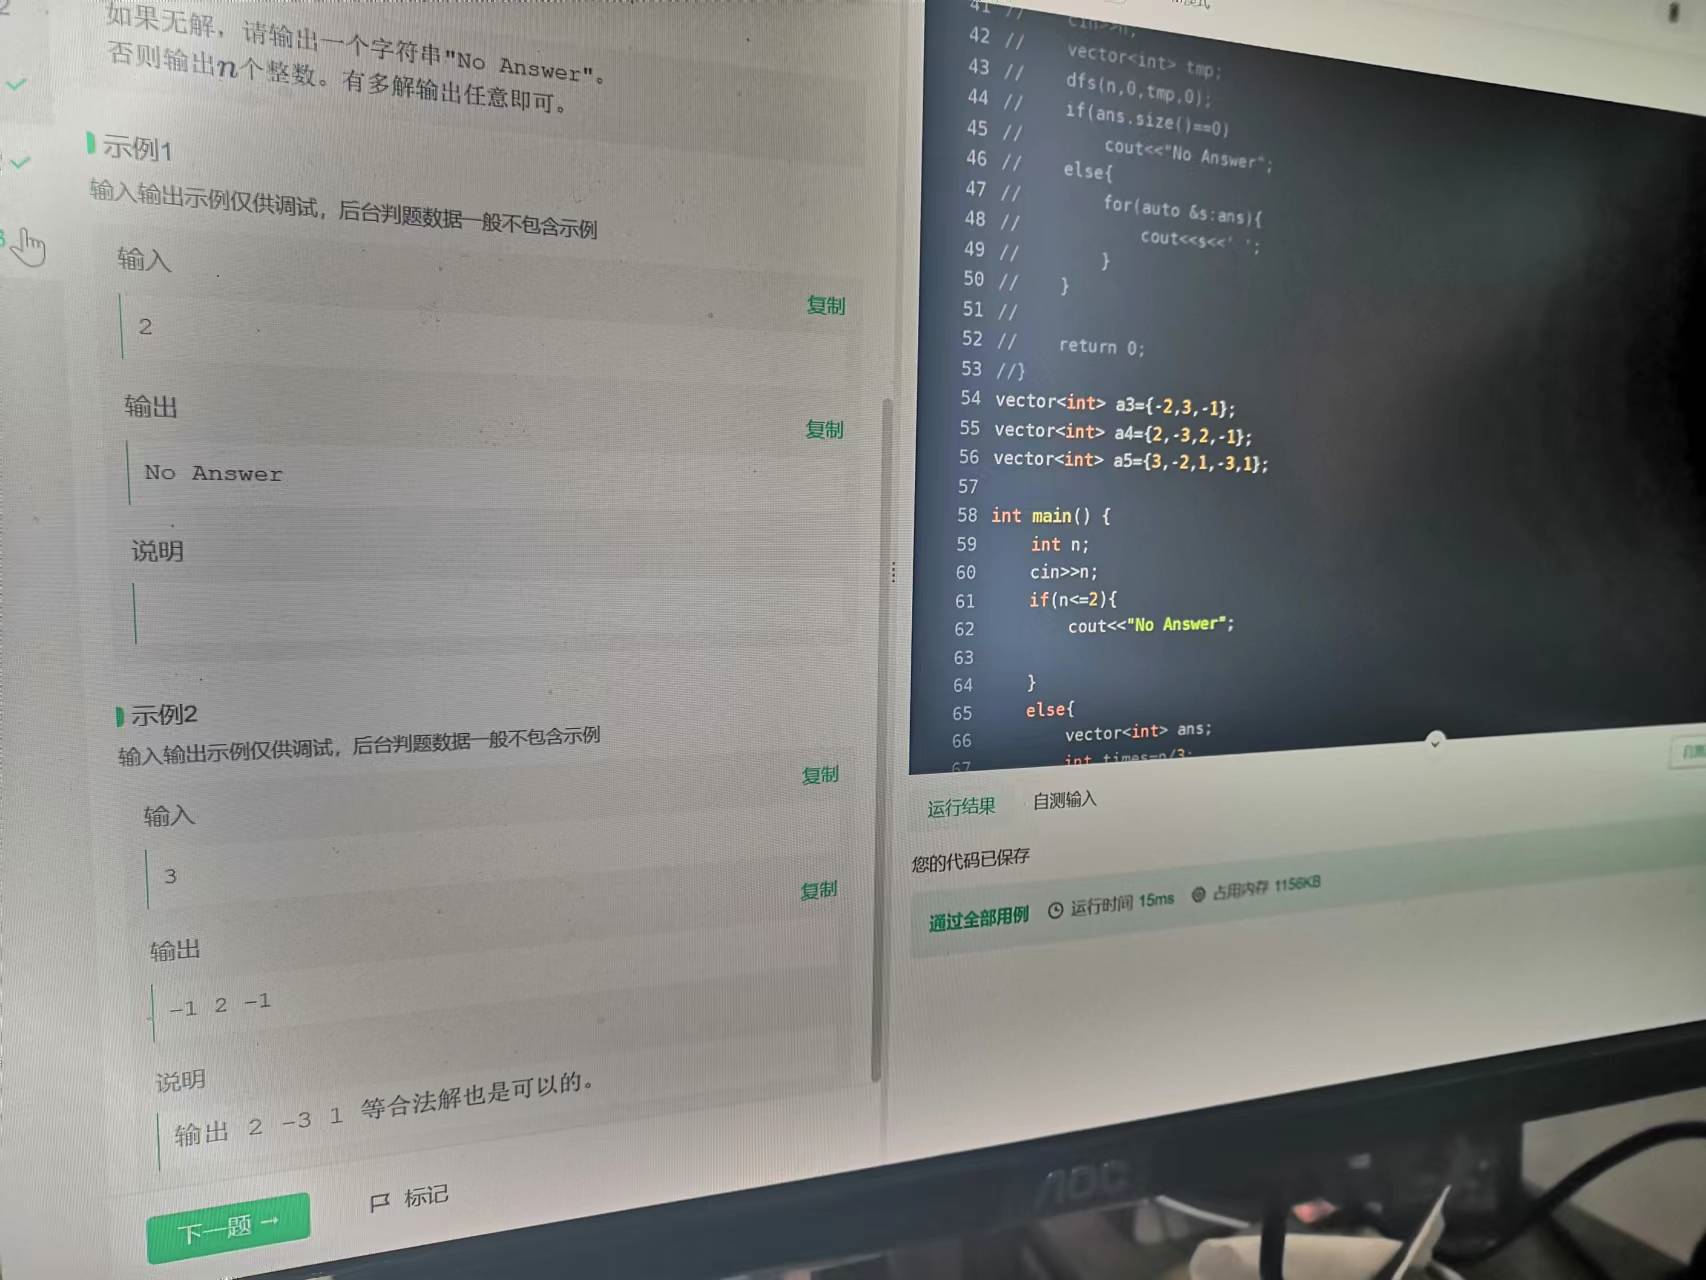 如果无解，请输出一个字符串"No Answer"。
否则输出n个整数。有多解输出任意即可。
示例1
输入输出示例仅供调试，后台判题数据一般不包含示例
输入
复制
2
输出
复制
No Answer
说明
示例2
输入输出示例仅供调试，后台判题数据一般不包含示例
复制
输入
3
复制
输出
-1 2 -1
说明
输出 2 -3 1 等合法解也是可以的。
下一题 →
标记
41 // cin>>n;
42 // vector<int> tmp;
43 // dfs(n,0,tmp,0);
44 // if(ans.size()==0)
45 // cout<<"No Answer";
46 // else{
47 // for(auto &s:ans){
48 // cout<<s<<' ';
49 // }
50 // }
51 //
52 // return 0;
53 //}
54 vector<int> a3={-2,3,-1};
55 vector<int> a4={2,-3,2,-1};
56 vector<int> a5={3,-2,1,-3,1};
57
58 int main() {
59 int n;
60 cin>>n;
61 if(n<=2){
62 cout<<"No Answer";
63
64 }
65 else{
66 vector<int> ans;
67 int times=n/3;
运行结果 自测输入
您的代码已保存
通过全部用例 运行时间 15ms 占用内存 1156KB
AOC